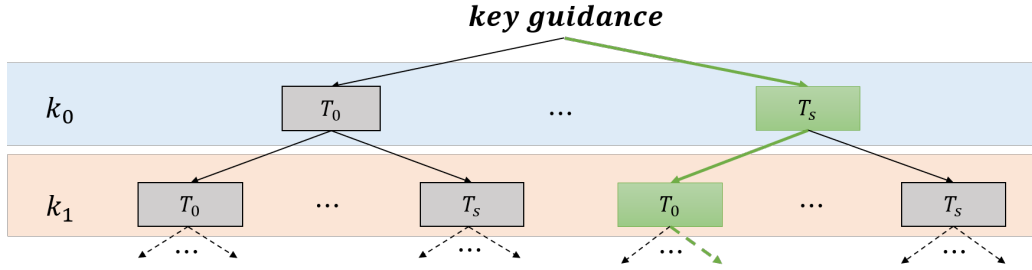 key guidance
k₀ T₀ ... Tₛ
k₁ T₀ ... Tₛ T₀ ... Tₛ
... ... ... ...